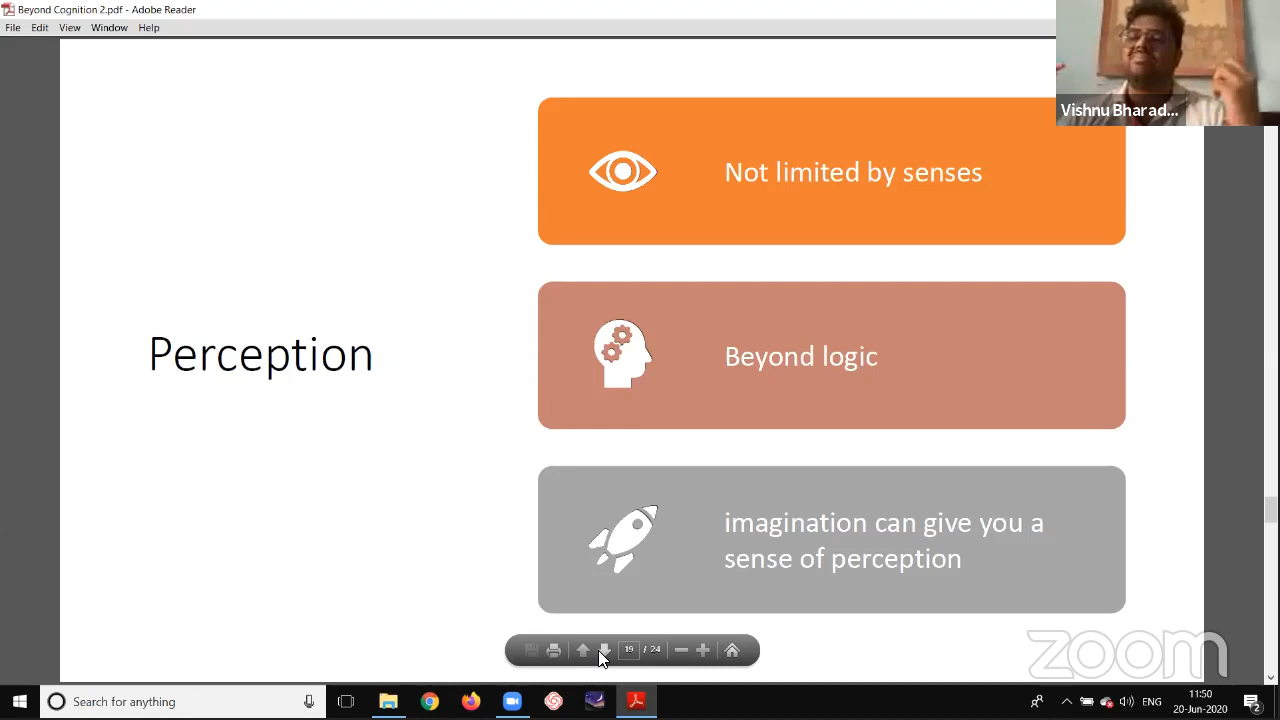 Beyond Cognition 2.pdf - Adobe Reader
File Edit View Window Help
Vishnu Bharad...
Not limited by senses
Perception
Beyond logic
imagination can give you a
sense of perception
19 / 24
zoom
Search for anything
ENG
11:50
20-Jun-2020
2